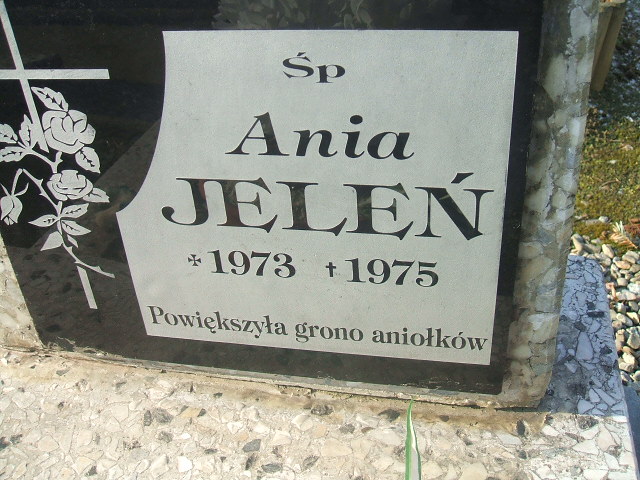 Śp
Ania
JELEŃ
✠ 1973 † 1975
Powiększyła grono aniołków